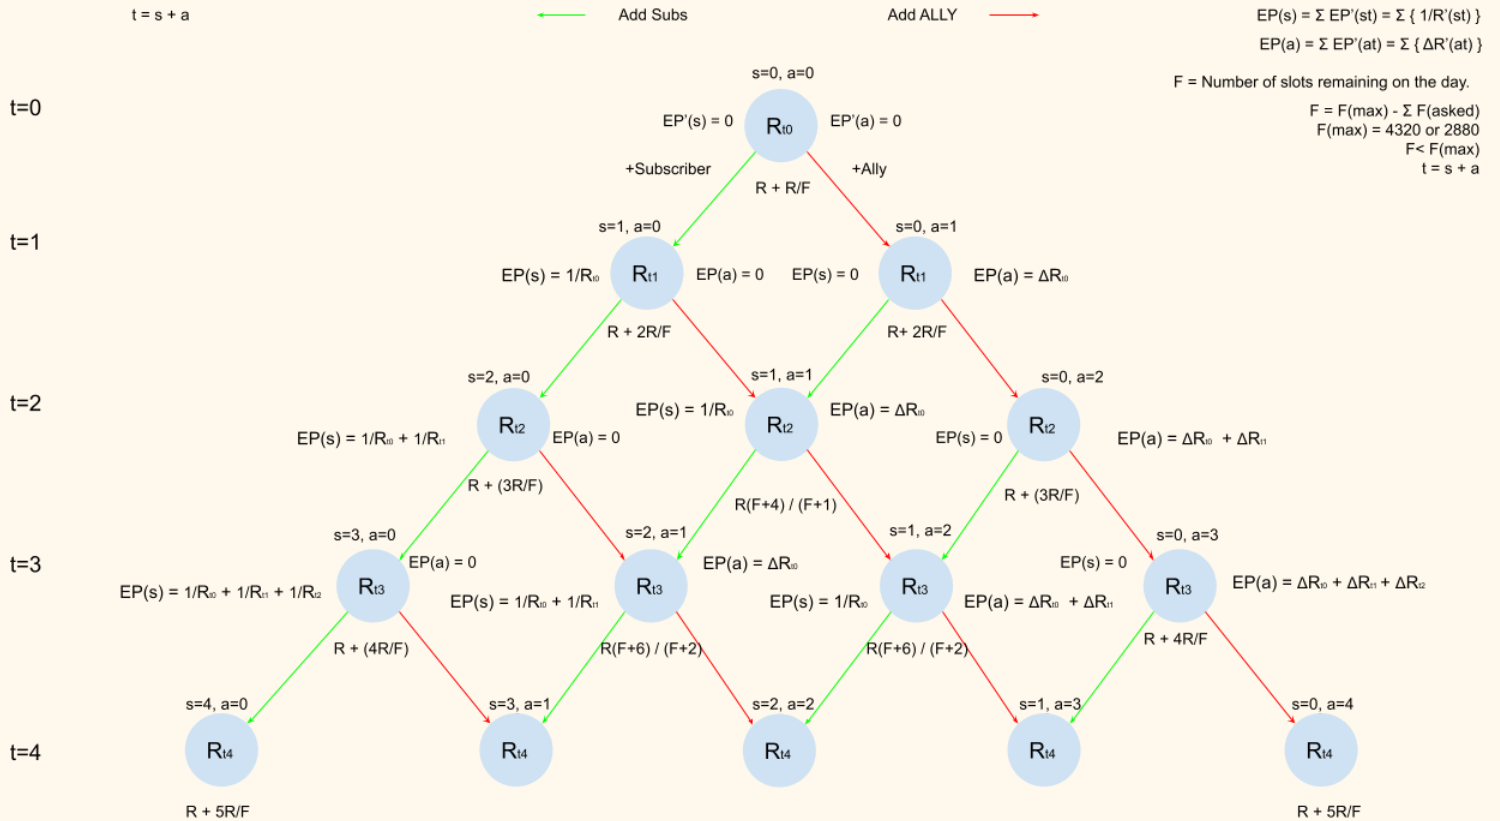 t = s + a
Add Subs
Add ALLY
EP(s) = Σ EP'(st) = Σ { 1/R'(st) }
EP(a) = Σ EP'(at) = Σ { ΔR'(at) }
F = Number of slots remaining on the day.
F = F(max) - Σ F(asked)
F(max) = 4320 or 2880
F< F(max)
t = s + a
t=0
s=0, a=0
EP'(s) = 0
Rt0
EP'(a) = 0
+Subscriber
+Ally
R + R/F
t=1
s=1, a=0
s=0, a=1
EP(s) = 1/Rt0
Rt1
EP(a) = 0
EP(s) = 0
Rt1
EP(a) = ΔRt0
R + 2R/F
R+ 2R/F
t=2
s=2, a=0
s=1, a=1
s=0, a=2
EP(s) = 1/Rt0 + 1/Rt1
Rt2
EP(a) = 0
EP(s) = 1/Rt0
Rt2
EP(a) = ΔRt0
EP(s) = 0
Rt2
EP(a) = ΔRt0 + ΔRt1
R + (3R/F)
R(F+4) / (F+1)
R + (3R/F)
t=3
s=3, a=0
s=2, a=1
s=1, a=2
s=0, a=3
EP(s) = 1/Rt0 + 1/Rt1 + 1/Rt2
Rt3
EP(a) = 0
EP(s) = 1/Rt0 + 1/Rt1
Rt3
EP(a) = ΔRt0
EP(s) = 1/Rt0
Rt3
EP(a) = ΔRt0 + ΔRt1
EP(s) = 0
Rt3
EP(a) = ΔRt0 + ΔRt1 + ΔRt2
R + (4R/F)
R(F+6) / (F+2)
R(F+6) / (F+2)
R + 4R/F
t=4
s=4, a=0
s=3, a=1
s=2, a=2
s=1, a=3
s=0, a=4
Rt4
Rt4
Rt4
Rt4
Rt4
R + 5R/F
R + 5R/F